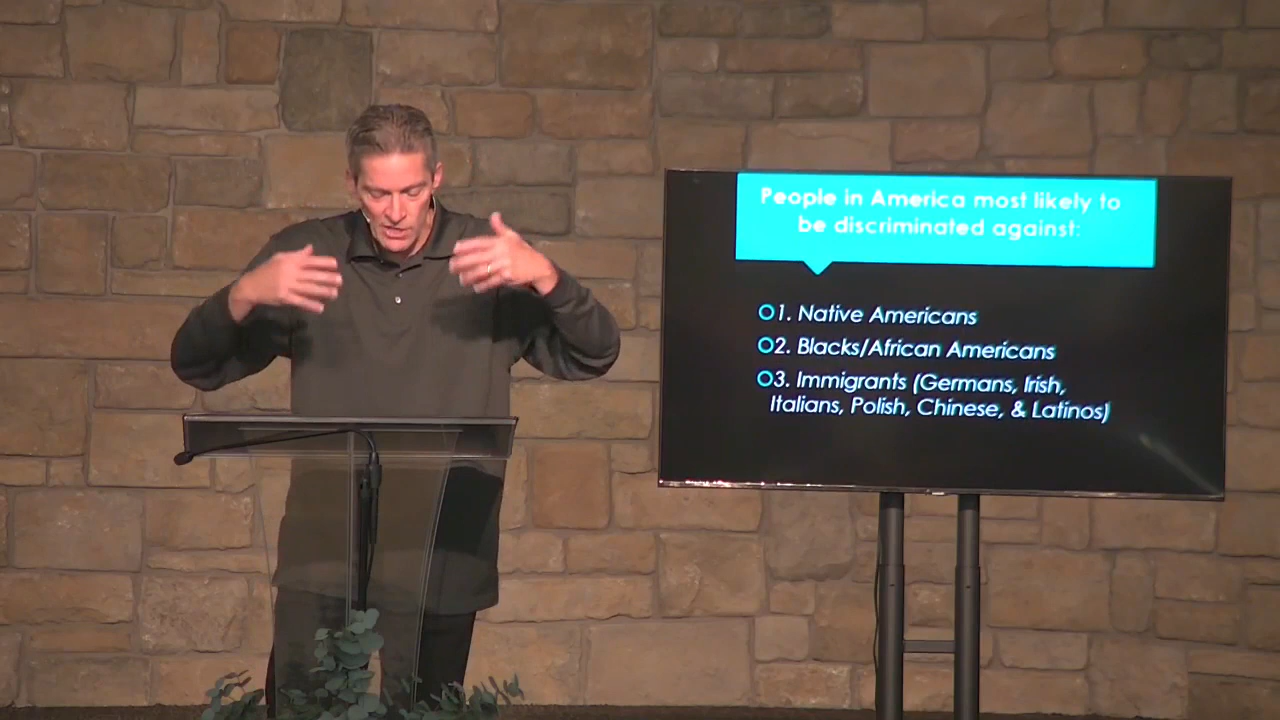 People in America most likely to
be discriminated against:
1. Native Americans
2. Blacks/African Americans
3. Immigrants (Germans, Irish,
Italians, Polish, Chinese, & Latinos)